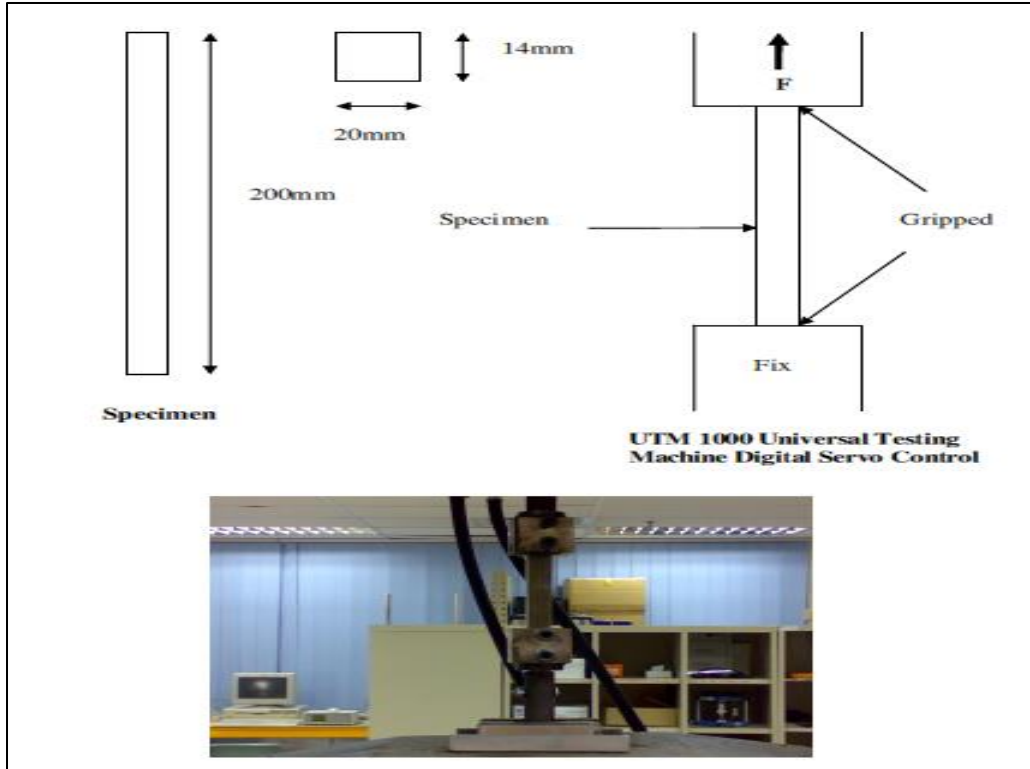 14mm
F
20mm
200mm
Specimen
Gripped
Fix
Specimen
UTM 1000 Universal Testing
Machine Digital Servo Control